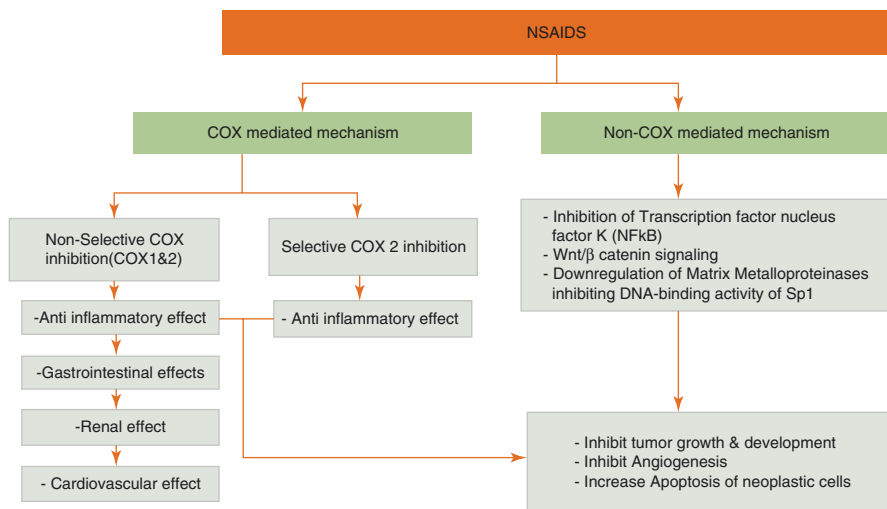 NSAIDS
COX mediated mechanism
Non-COX mediated mechanism
Non-Selective COX
inhibition(COX1&2)
Selective COX 2 inhibition
- Inhibition of Transcription factor nucleus
factor K (NFkB)
- Wnt/β catenin signaling
- Downregulation of Matrix Metalloproteinases
inhibiting DNA-binding activity of Sp1
-Anti inflammatory effect
- Anti inflammatory effect
-Gastrointestinal effects
-Renal effect
- Cardiovascular effect
- Inhibit tumor growth & development
- Inhibit Angiogenesis
- Increase Apoptosis of neoplastic cells